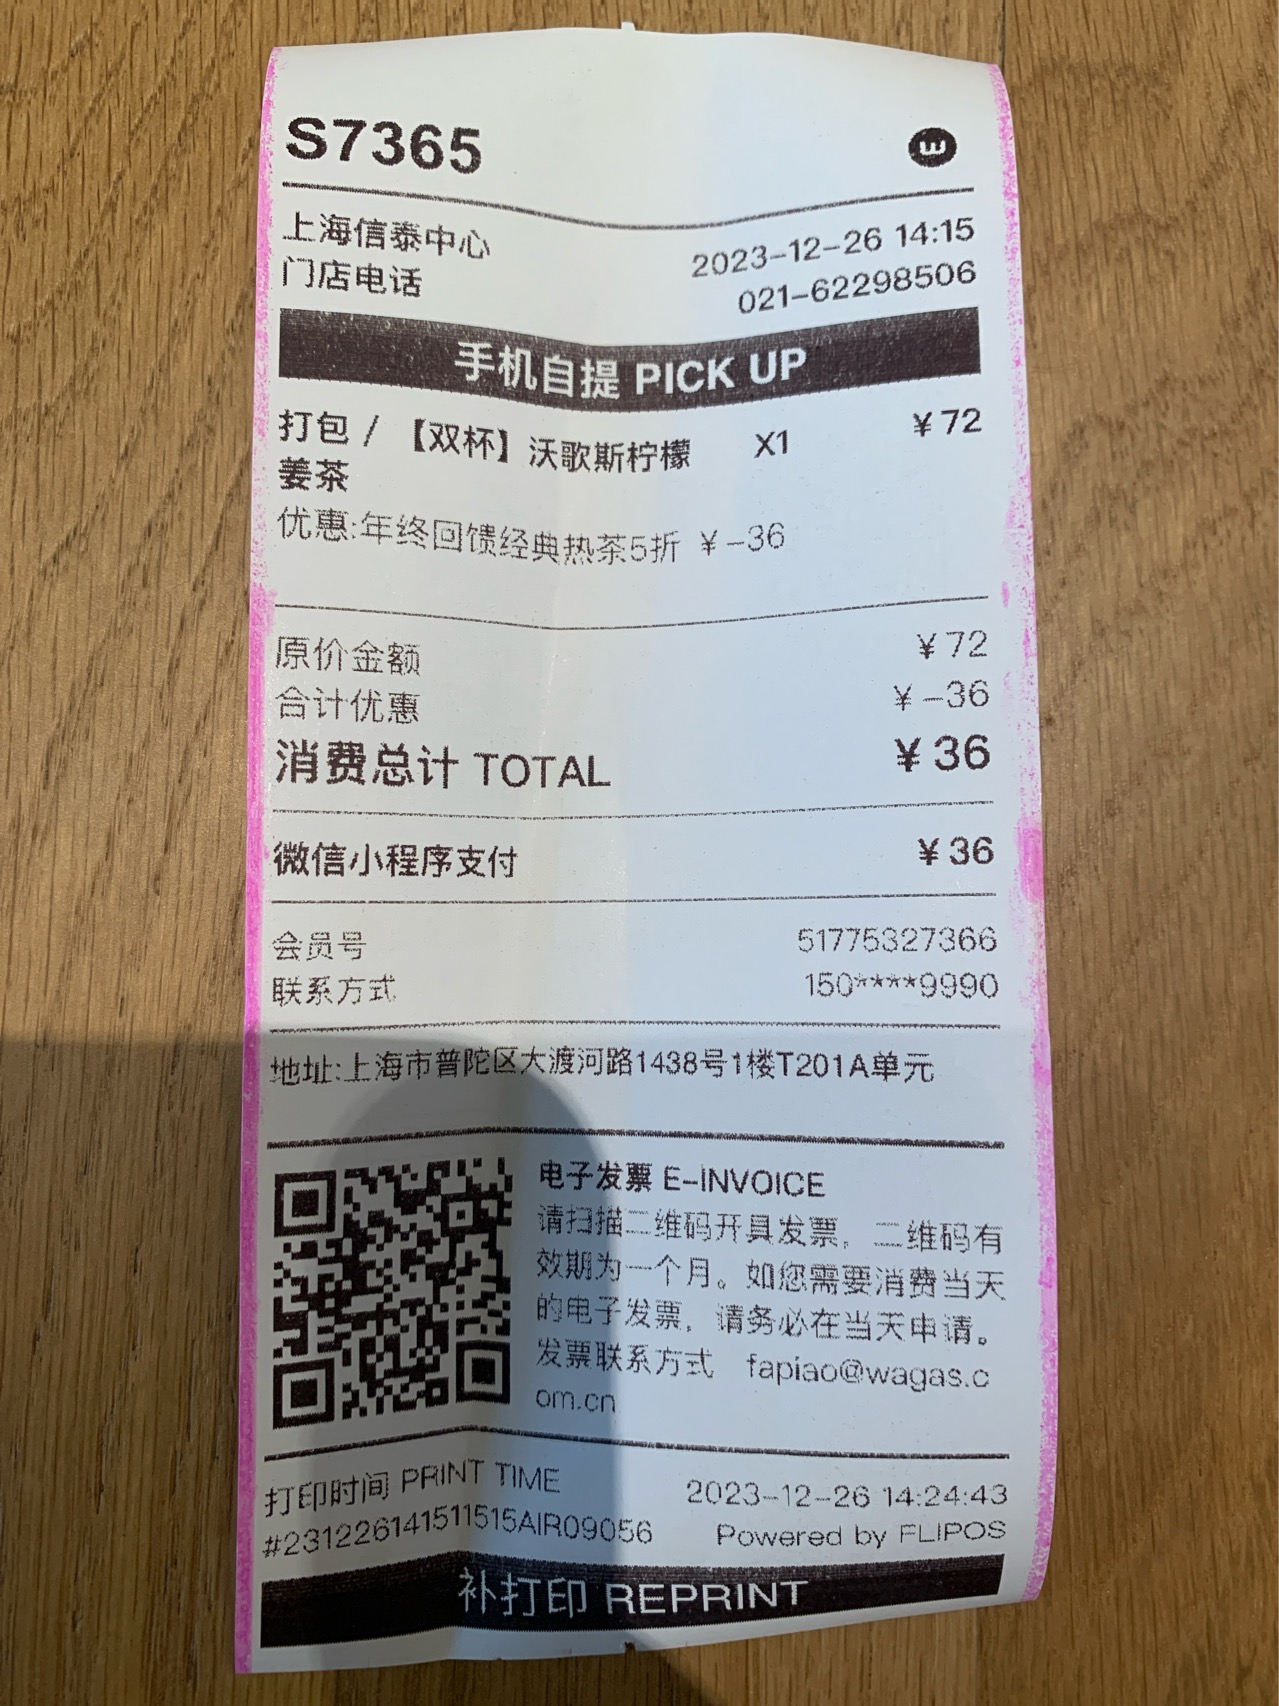 S7365
上海信泰中心 2023-12-26 14:15
门店电话 021-62298506
手机自提 PICK UP
打包 / 【双杯】沃歌斯柠檬 X1 ¥72
姜茶
优惠:年终回馈经典热茶5折 ¥-36
原价金额 ¥72
合计优惠 ¥-36
消费总计 TOTAL ¥36
微信小程序支付 ¥36
会员号 51775327366
联系方式 150****9990
地址:上海市普陀区大渡河路1438号1楼T201A单元
电子发票 E-INVOICE
请扫描二维码开具发票，二维码有
效期为一个月。如您需要消费当天
的电子发票，请务必在当天申请。
发票联系方式 fapiao@wagas.c
om.cn
打印时间 PRINT TIME 2023-12-26 14:24:43
#231226141511515AIR09056 Powered by FLIPOS
补打印 REPRINT